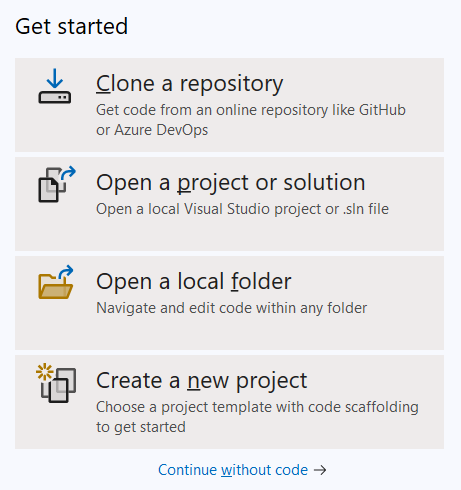 Get started
Clone a repository
Get code from an online repository like GitHub
or Azure DevOps
Open a project or solution
Open a local Visual Studio project or .sln file
Open a local folder
Navigate and edit code within any folder
Create a new project
Choose a project template with code scaffolding
to get started
Continue without code →